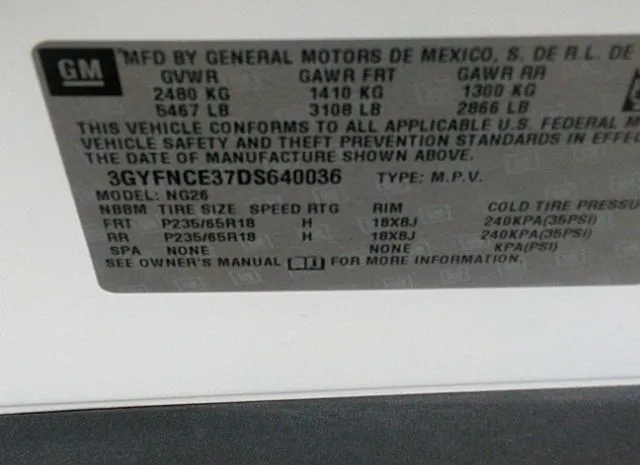 GM
MFD BY GENERAL MOTORS DE MEXICO, S. DE R.L. DE
GVWR GAWR FRT GAWR RR
2480 KG 1410 KG 1300 KG
5467 LB 3108 LB 2866 LB
THIS VEHICLE CONFORMS TO ALL APPLICABLE U.S. FEDERAL M
VEHICLE SAFETY AND THEFT PREVENTION STANDARDS IN EFFEC
THE DATE OF MANUFACTURE SHOWN ABOVE.
3GYFNCE37DS640036 TYPE: M.P.V.
MODEL: NG26
NBBM TIRE SIZE SPEED RTG RIM COLD TIRE PRESSU
FRT P235/65R18 H 18X8J 240KPA(35PSI)
RR P235/65R18 H 18X8J 240KPA(35PSI)
SPA NONE NONE KPA(PSI)
SEE OWNER'S MANUAL FOR MORE INFORMATION.